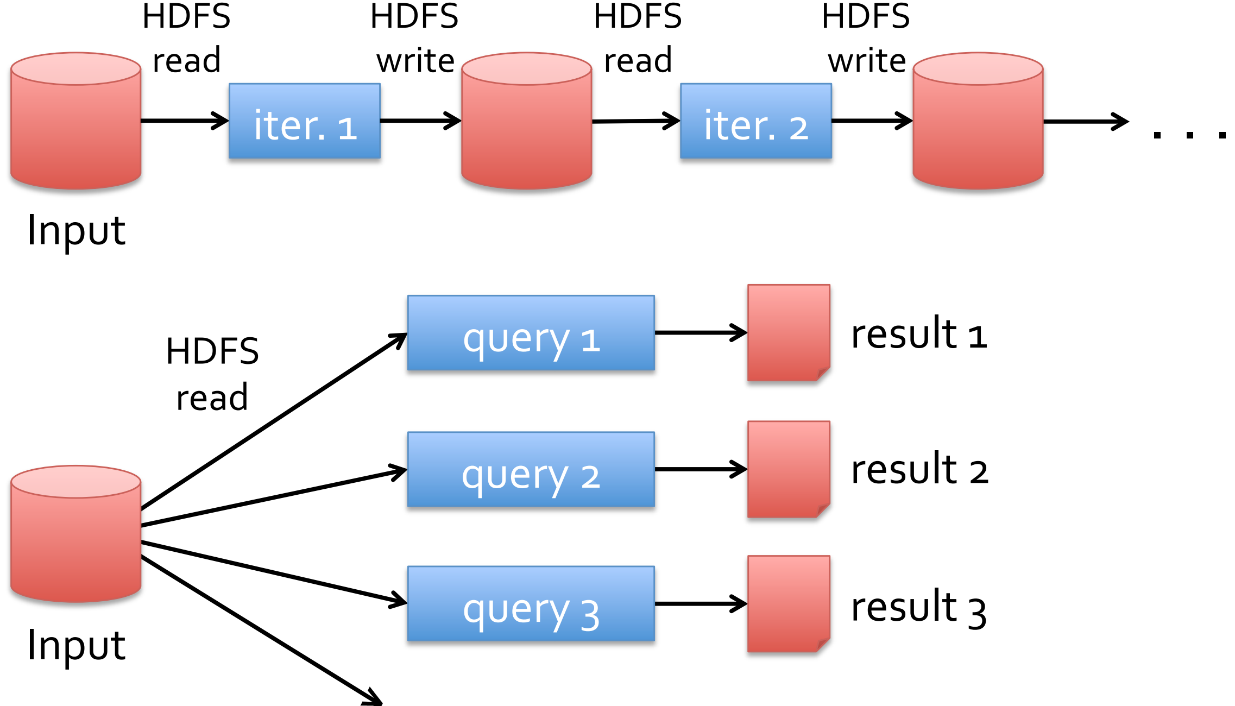 HDFS
read
HDFS
write
HDFS
read
HDFS
write
iter. 1
iter. 2
. . .
Input
HDFS
read
query 1
result 1
query 2
result 2
query 3
result 3
Input